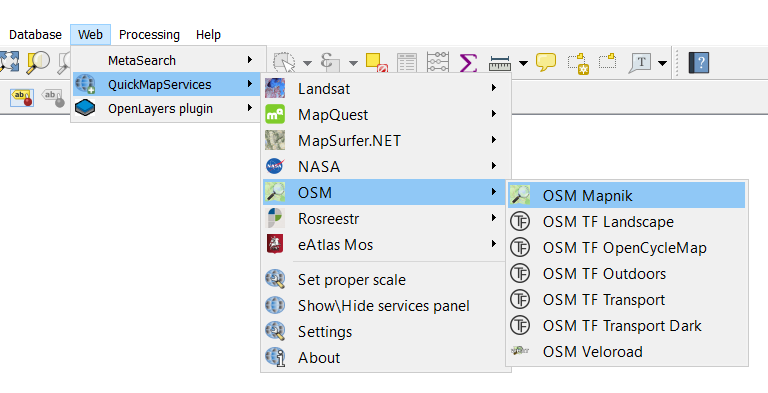 Database Web Processing Help
MetaSearch
QuickMapServices
OpenLayers plugin
Landsat
MapQuest
MapSurfer.NET
NASA
OSM
Rosreestr
eAtlas Mos
Set proper scale
Show\Hide services panel
Settings
About
OSM Mapnik
OSM TF Landscape
OSM TF OpenCycleMap
OSM TF Outdoors
OSM TF Transport
OSM TF Transport Dark
OSM Veloroad